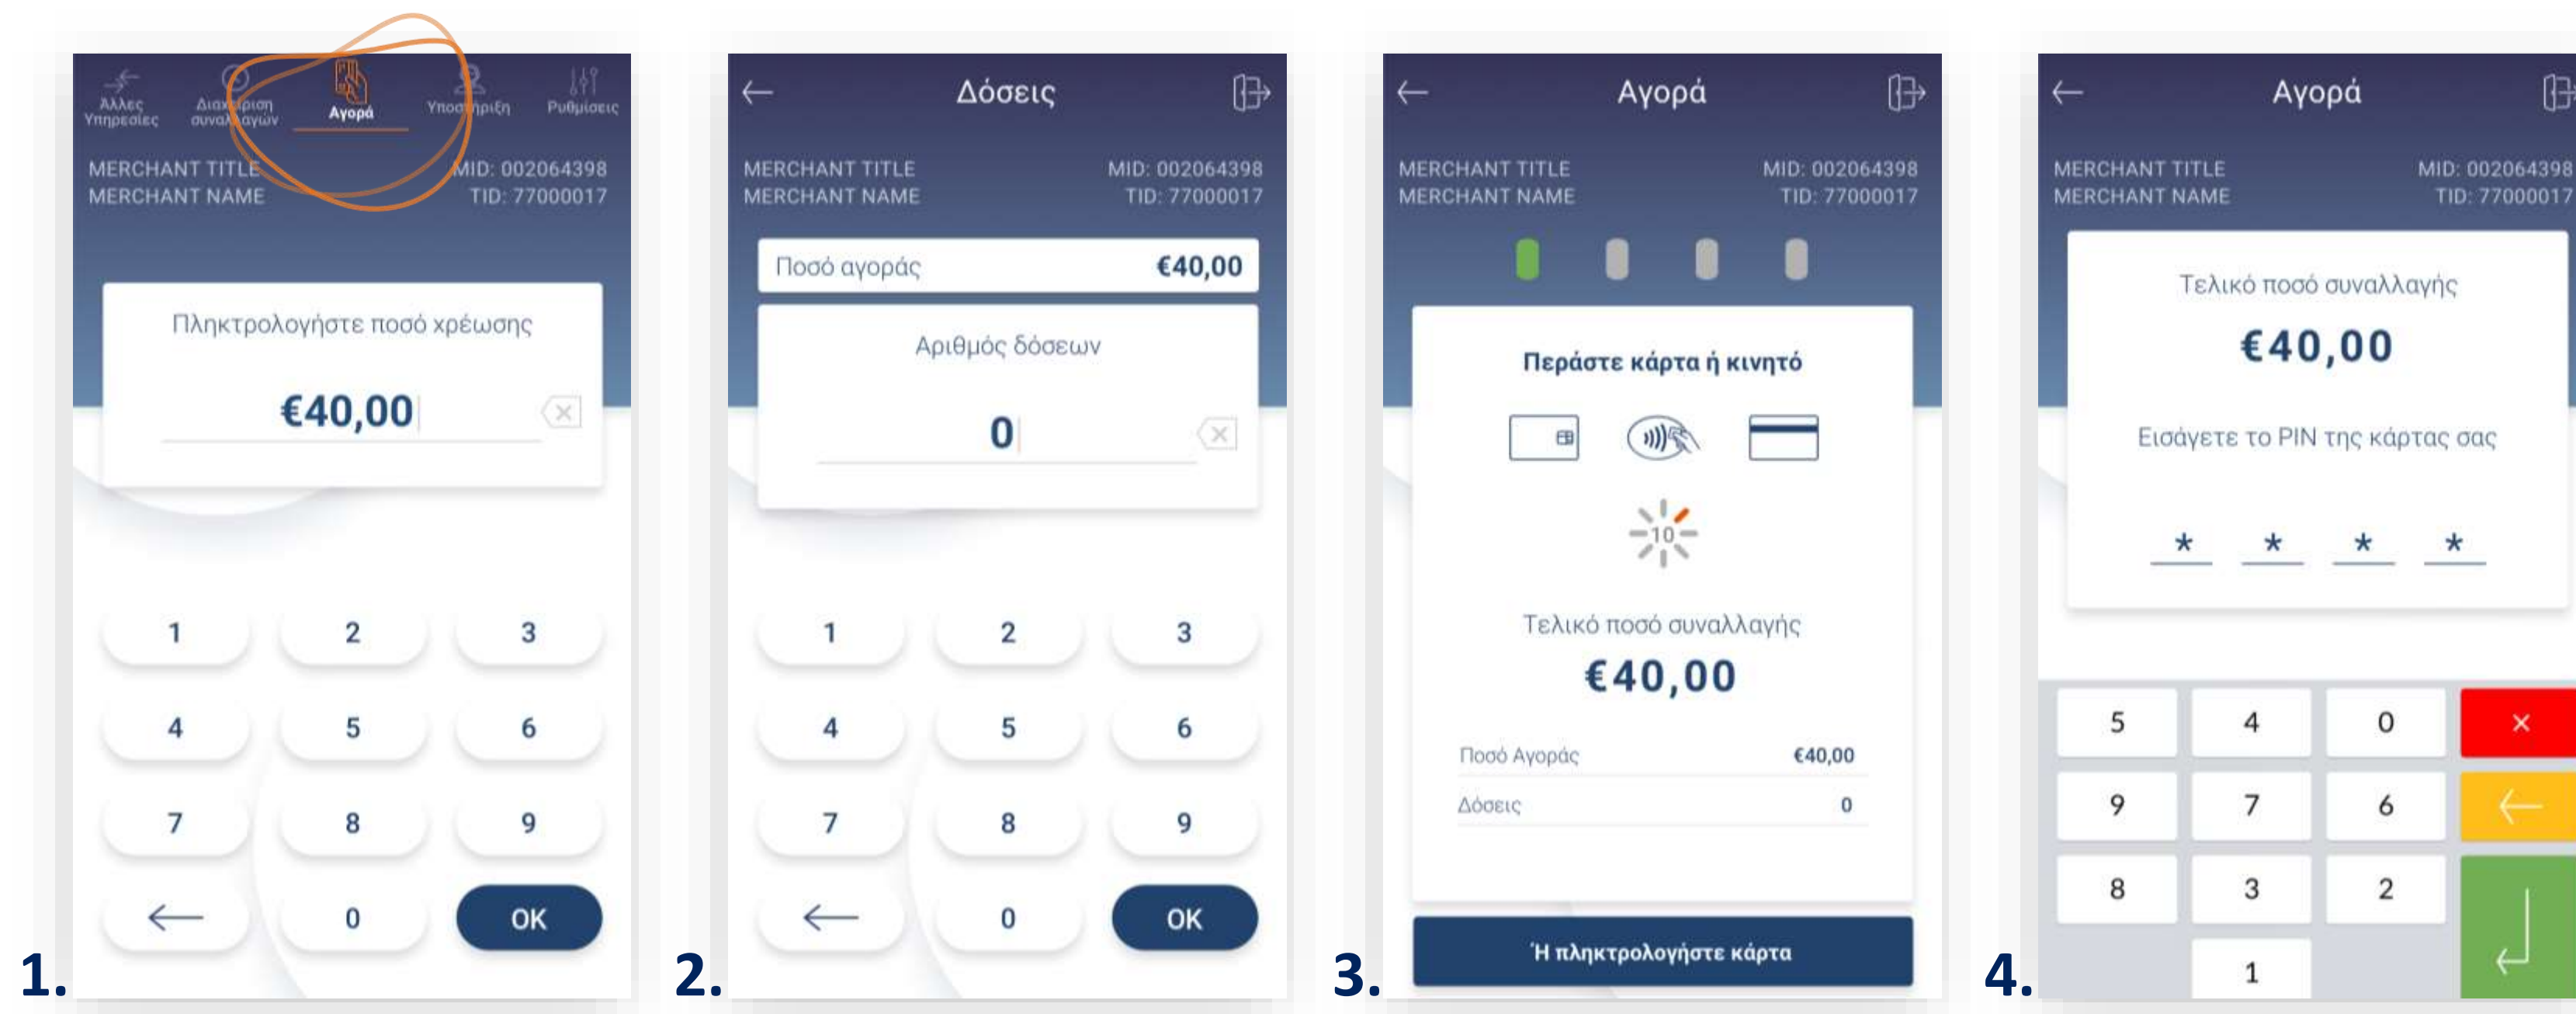 Άλλες Υπηρεσίες
Διαχείριση συναλλαγών
Αγορά
Υποστήριξη
Ρυθμίσεις
MERCHANT TITLE
MID: 002064398
MERCHANT NAME
TID: 77000017
Πληκτρολογήστε ποσό χρέωσης
€40,00
1 2 3
4 5 6
7 8 9
0 OK
1.
Δόσεις
MERCHANT TITLE
MID: 002064398
MERCHANT NAME
TID: 77000017
Ποσό αγοράς €40,00
Αριθμός δόσεων
0
1 2 3
4 5 6
7 8 9
0 OK
2.
Αγορά
MERCHANT TITLE
MID: 002064398
MERCHANT NAME
TID: 77000017
Περάστε κάρτα ή κινητό
10
Τελικό ποσό συναλλαγής
€40,00
Ποσό Αγοράς €40,00
Δόσεις 0
Ή πληκτρολογήστε κάρτα
3.
Αγορά
MERCHANT TITLE
MID: 002064398
MERCHANT NAME
TID: 77000017
Τελικό ποσό συναλλαγής
€40,00
Εισάγετε το PIN της κάρτας σας
* * * *
5 4 0
9 7 6
8 3 2
1
4.